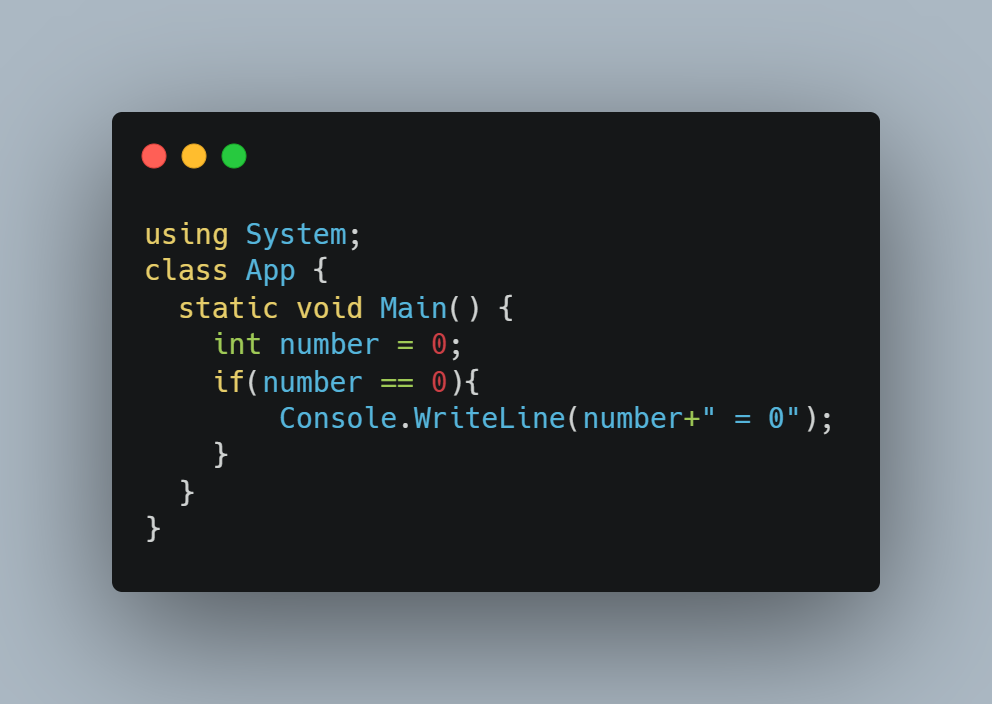 using System;
class App {
  static void Main() {
    int number = 0;
    if(number == 0){
        Console.WriteLine(number+" = 0");
    }
  }
}